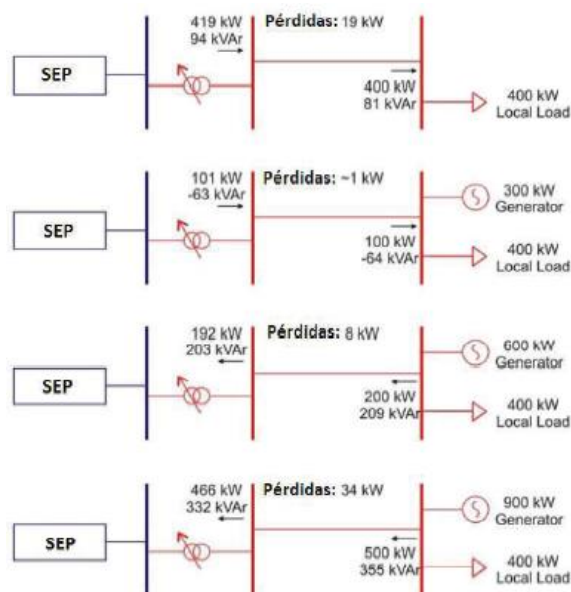 419 kW
94 kVAr
Pérdidas: 19 kW
SEP
400 kW
81 kVAr
400 kW
Local Load
101 kW
-63 kVAr
Pérdidas: ~1 kW
SEP
300 kW
Generator
100 kW
-64 kVAr
400 kW
Local Load
192 kW
203 kVAr
Pérdidas: 8 kW
SEP
600 kW
Generator
200 kW
209 kVAr
400 kW
Local Load
466 kW
332 kVAr
Pérdidas: 34 kW
SEP
900 kW
Generator
500 kW
355 kVAr
400 kW
Local Load